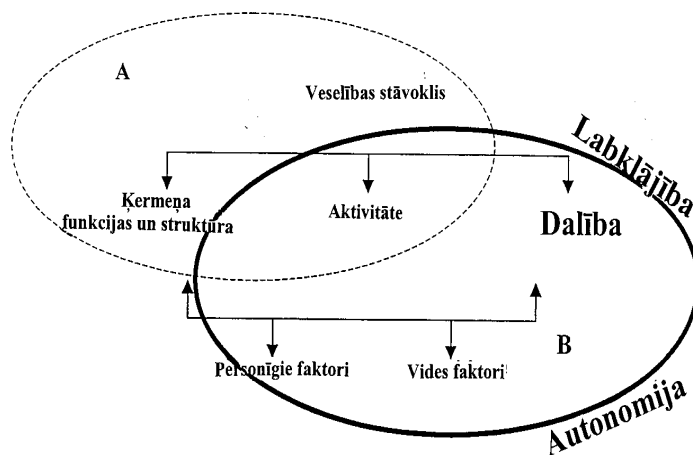 A
Veselības stāvoklis
Labklājība
Ķermeņa
funkcijas un struktūra
Aktivitāte
Dalība
B
Personīgie faktori
Vides faktori
Autonomija